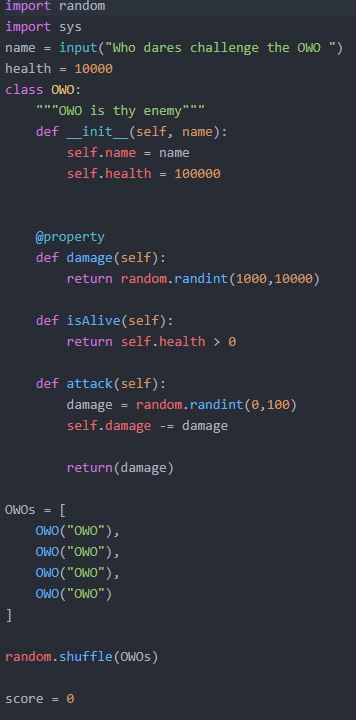 import random
import sys
name = input("Who dares challenge the OWO ")
health = 10000
class OWO:
    """OWO is thy enemy"""
    def __init__(self, name):
        self.name = name
        self.health = 100000
    @property
    def damage(self):
        return random.randint(1000,10000)
    def isAlive(self):
        return self.health > 0
    def attack(self):
        damage = random.randint(0,100)
        self.damage -= damage
        return(damage)
OWOs = [
    OWO("OWO"),
    OWO("OWO"),
    OWO("OWO"),
    OWO("OWO")
]
random.shuffle(OWOs)
score = 0